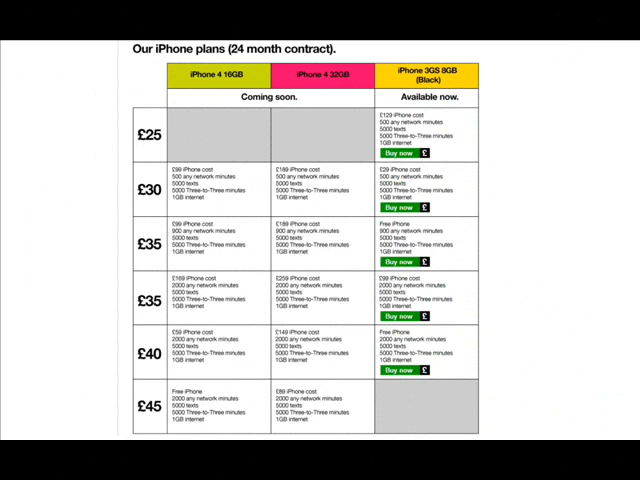 Our iPhone plans (24 month contract).
iPhone 4 16GB
iPhone 4 32GB
iPhone 3GS 8GB
(Black)
Coming soon.
Available now.
£25
£129 iPhone cost
500 any network minutes
5000 texts
5000 Three-to-Three minutes
1GB internet
Buy now £
£30
£99 iPhone cost
500 any network minutes
5000 texts
5000 Three-to-Three minutes
1GB internet
£189 iPhone cost
500 any network minutes
5000 texts
5000 Three-to-Three minutes
1GB internet
£29 iPhone cost
500 any network minutes
5000 texts
5000 Three-to-Three minutes
1GB internet
Buy now £
£35
£99 iPhone cost
900 any network minutes
5000 texts
5000 Three-to-Three minutes
1GB internet
£189 iPhone cost
900 any network minutes
5000 texts
5000 Three-to-Three minutes
1GB internet
Free iPhone
900 any network minutes
5000 texts
5000 Three-to-Three minutes
1GB internet
Buy now £
£35
£169 iPhone cost
2000 any network minutes
5000 texts
5000 Three-to-Three minutes
1GB internet
£259 iPhone cost
2000 any network minutes
5000 texts
5000 Three-to-Three minutes
1GB internet
£99 iPhone cost
2000 any network minutes
5000 texts
5000 Three-to-Three minutes
1GB internet
Buy now £
£40
£59 iPhone cost
2000 any network minutes
5000 texts
5000 Three-to-Three minutes
1GB internet
£149 iPhone cost
2000 any network minutes
5000 texts
5000 Three-to-Three minutes
1GB internet
Free iPhone
2000 any network minutes
5000 texts
5000 Three-to-Three minutes
1GB internet
Buy now £
£45
Free iPhone
2000 any network minutes
5000 texts
5000 Three-to-Three minutes
1GB internet
£89 iPhone cost
2000 any network minutes
5000 texts
5000 Three-to-Three minutes
1GB internet